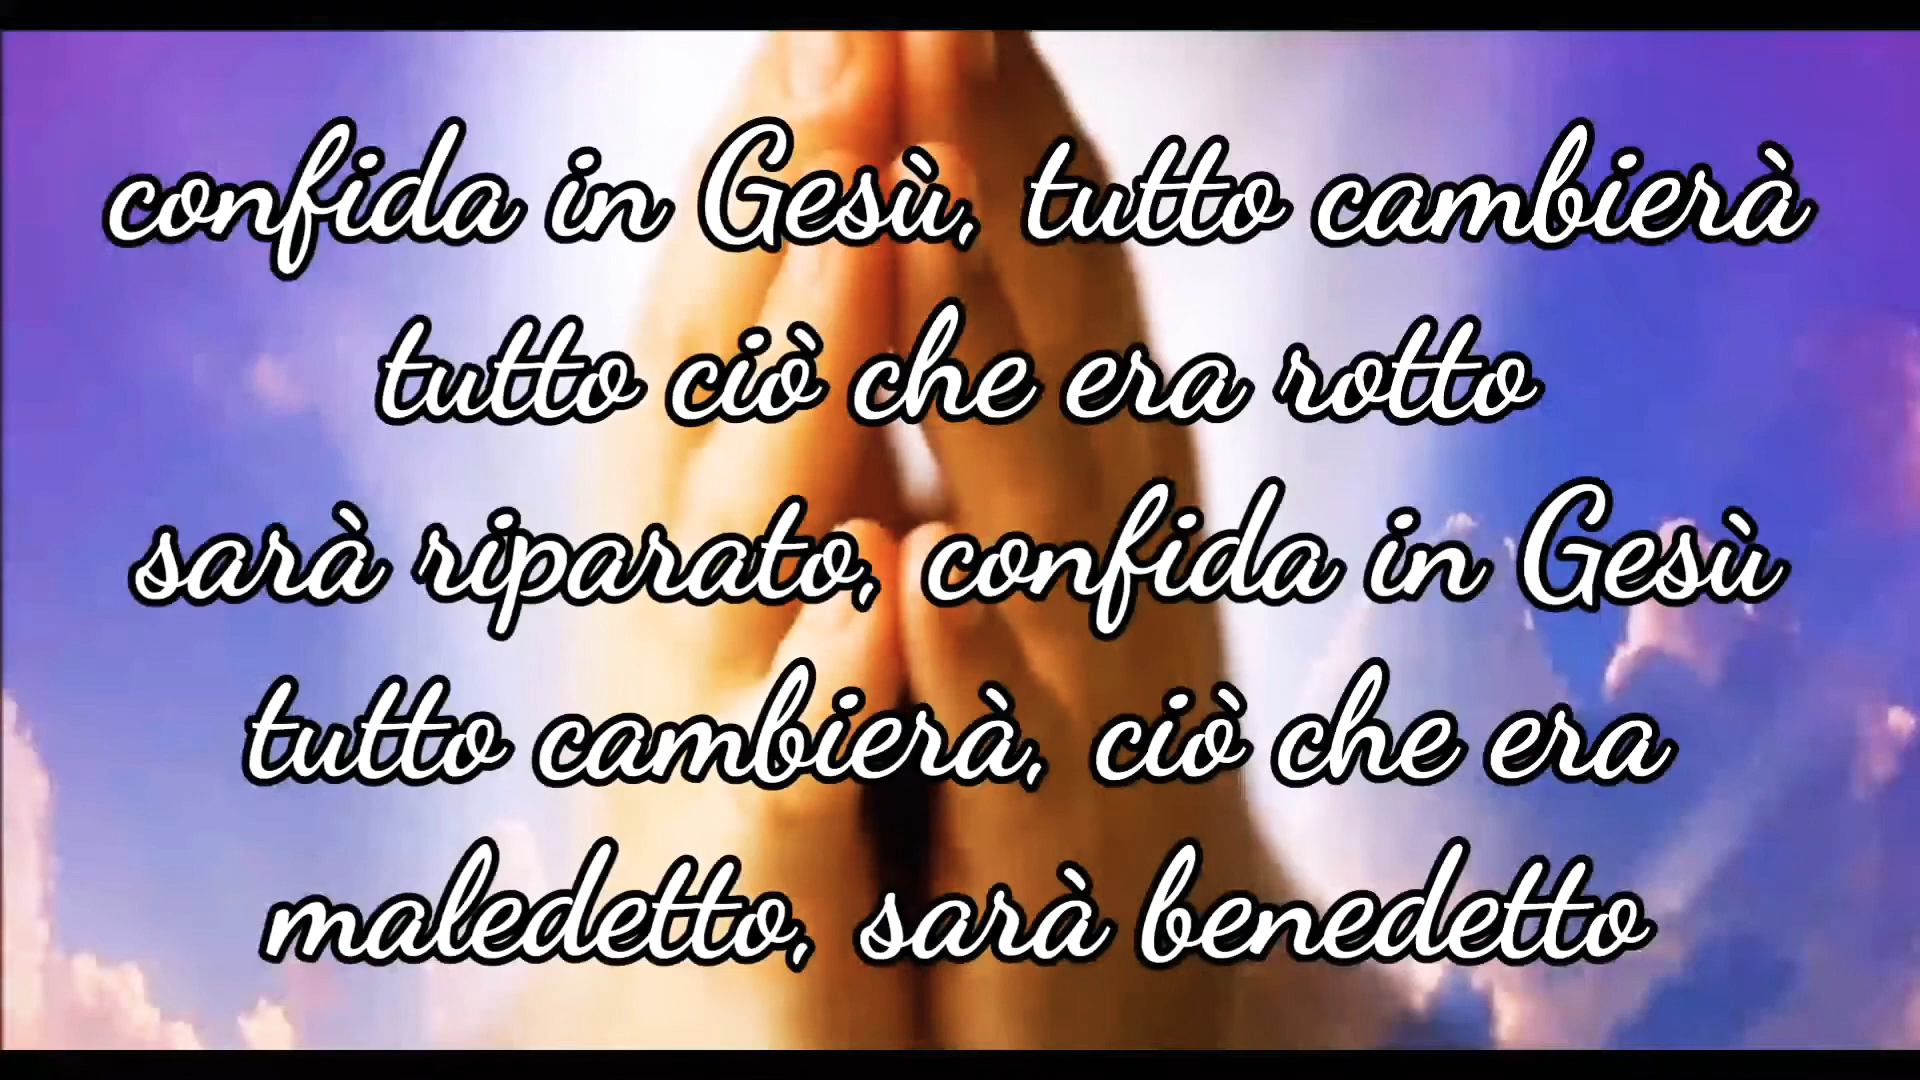 confida in Gesù, tutto cambierà
tutto ciò che era rotto
sarà riparato, confida in Gesù
tutto cambierà, ciò che era
maledetto, sarà benedetto